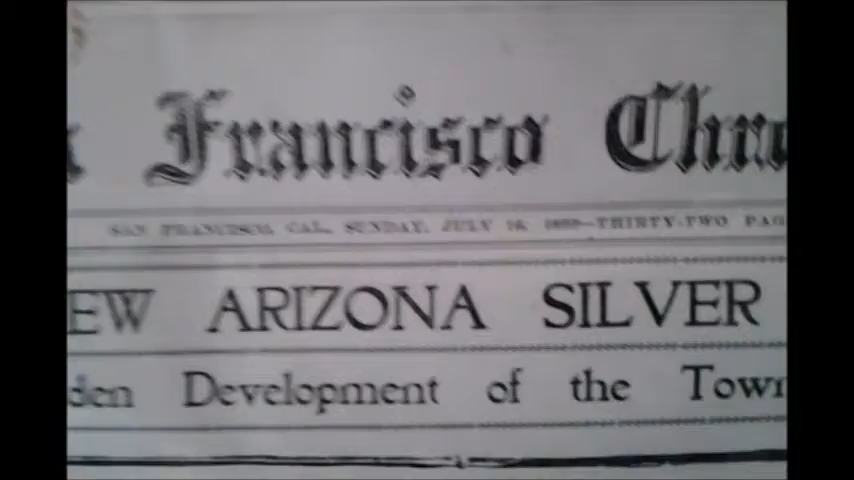 Francisco Chro
SAN FRANCISCO, CAL., SUNDAY, JULY 16, —THIRTY-TWO PAG
EW ARIZONA SILVER
den Development of the Town